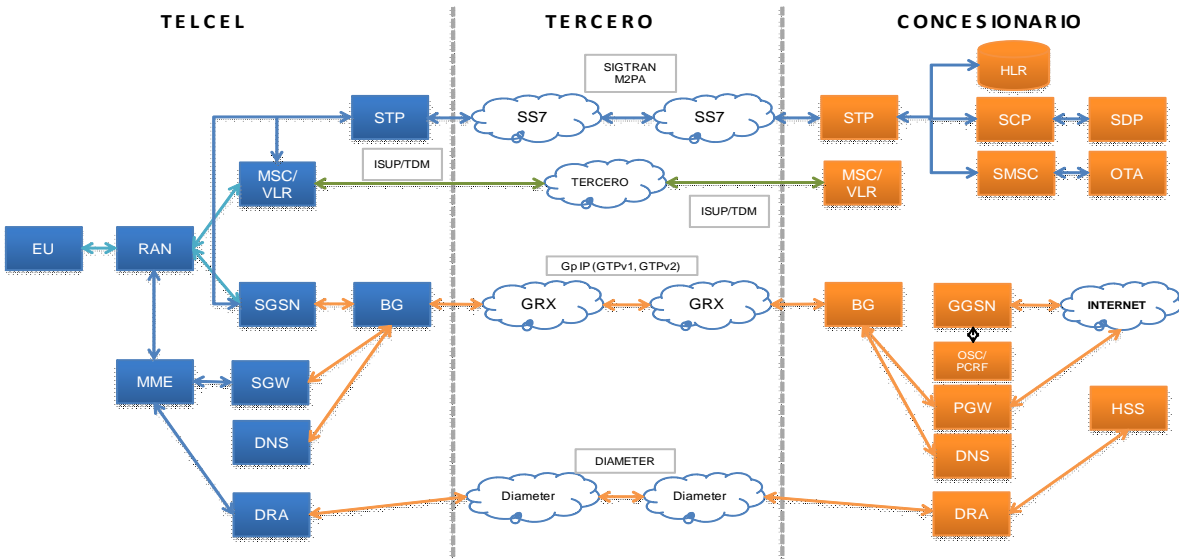 TELCEL
TERCERO
CONCESIONARIO
SIGTRAN
M2PA
HLR
STP
SS7
SS7
STP
SCP
SDP
ISUP/TDM
MSC/
VLR
TERCERO
MSC/
VLR
SMSC
OTA
ISUP/TDM
EU
RAN
Gp IP (GTPv1, GTPv2)
SGSN
BG
GRX
GRX
BG
GGSN
INTERNET
OSC/
PCRF
MME
SGW
PGW
HSS
DNS
DNS
DIAMETER
DRA
Diameter
Diameter
DRA